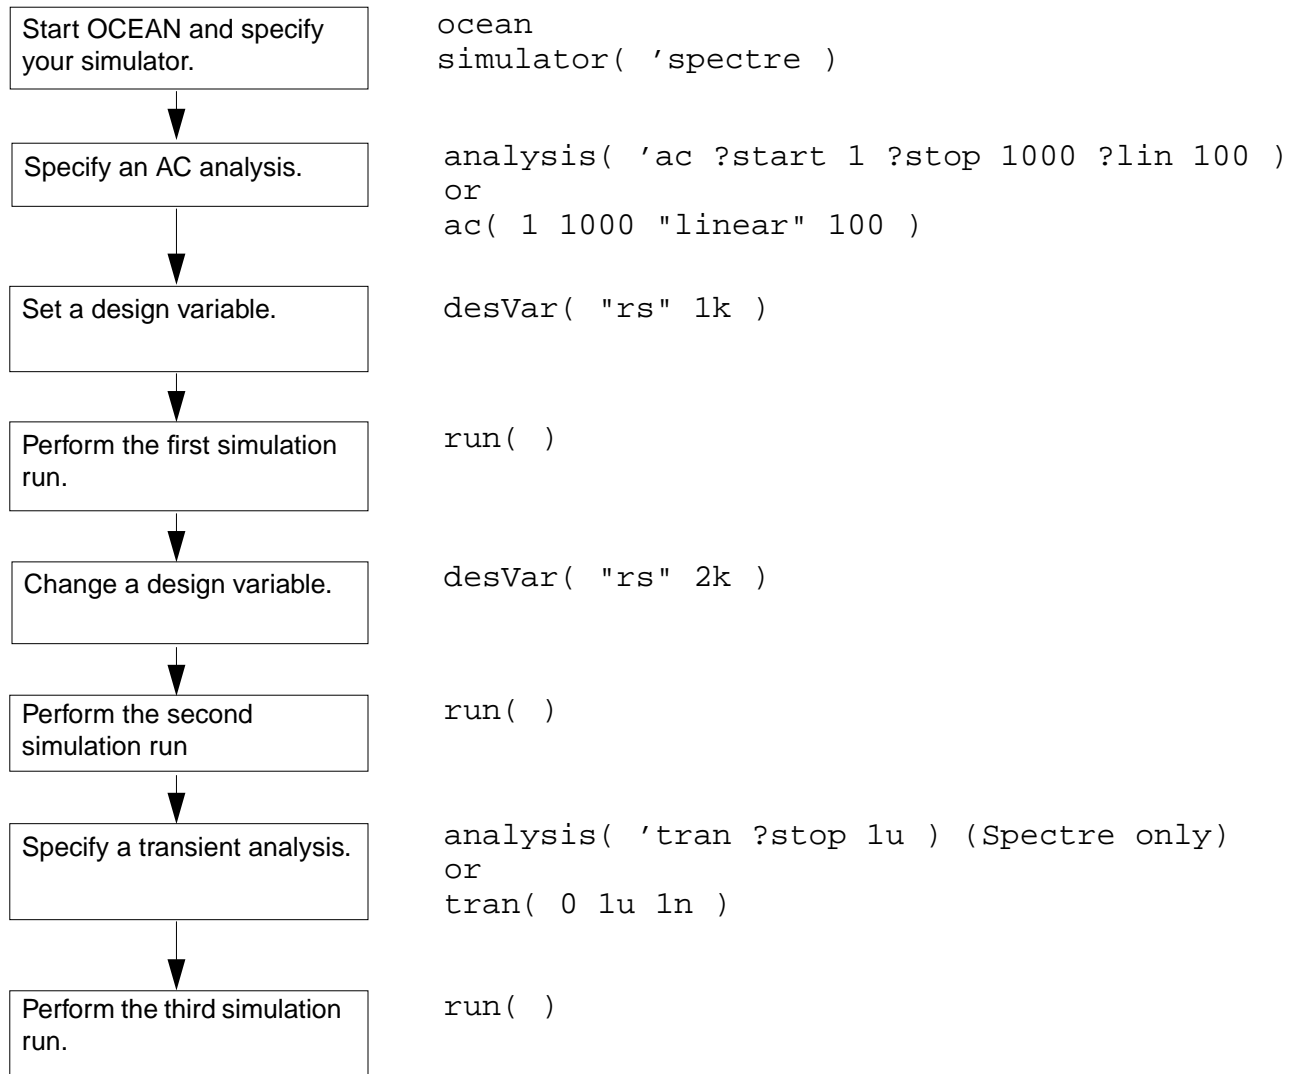 Start OCEAN and specify
your simulator.
ocean
simulator( ’spectre )
Specify an AC analysis.
analysis( ’ac ?start 1 ?stop 1000 ?lin 100 )
or
ac( 1 1000 "linear" 100 )
Set a design variable.
desVar( "rs" 1k )
Perform the first simulation
run.
run( )
Change a design variable.
desVar( "rs" 2k )
Perform the second
simulation run
run( )
Specify a transient analysis.
analysis( ’tran ?stop 1u ) (Spectre only)
or
tran( 0 1u 1n )
Perform the third simulation
run.
run( )